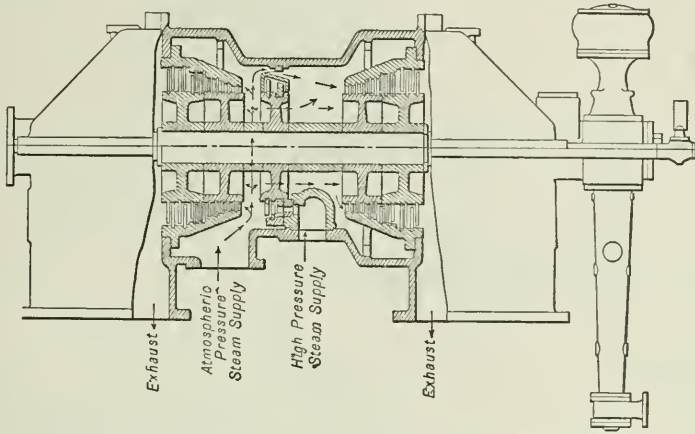 Exhaust
Atmospheric
Pressure
Steam Supply
High Pressure
Steam Supply
Exhaust